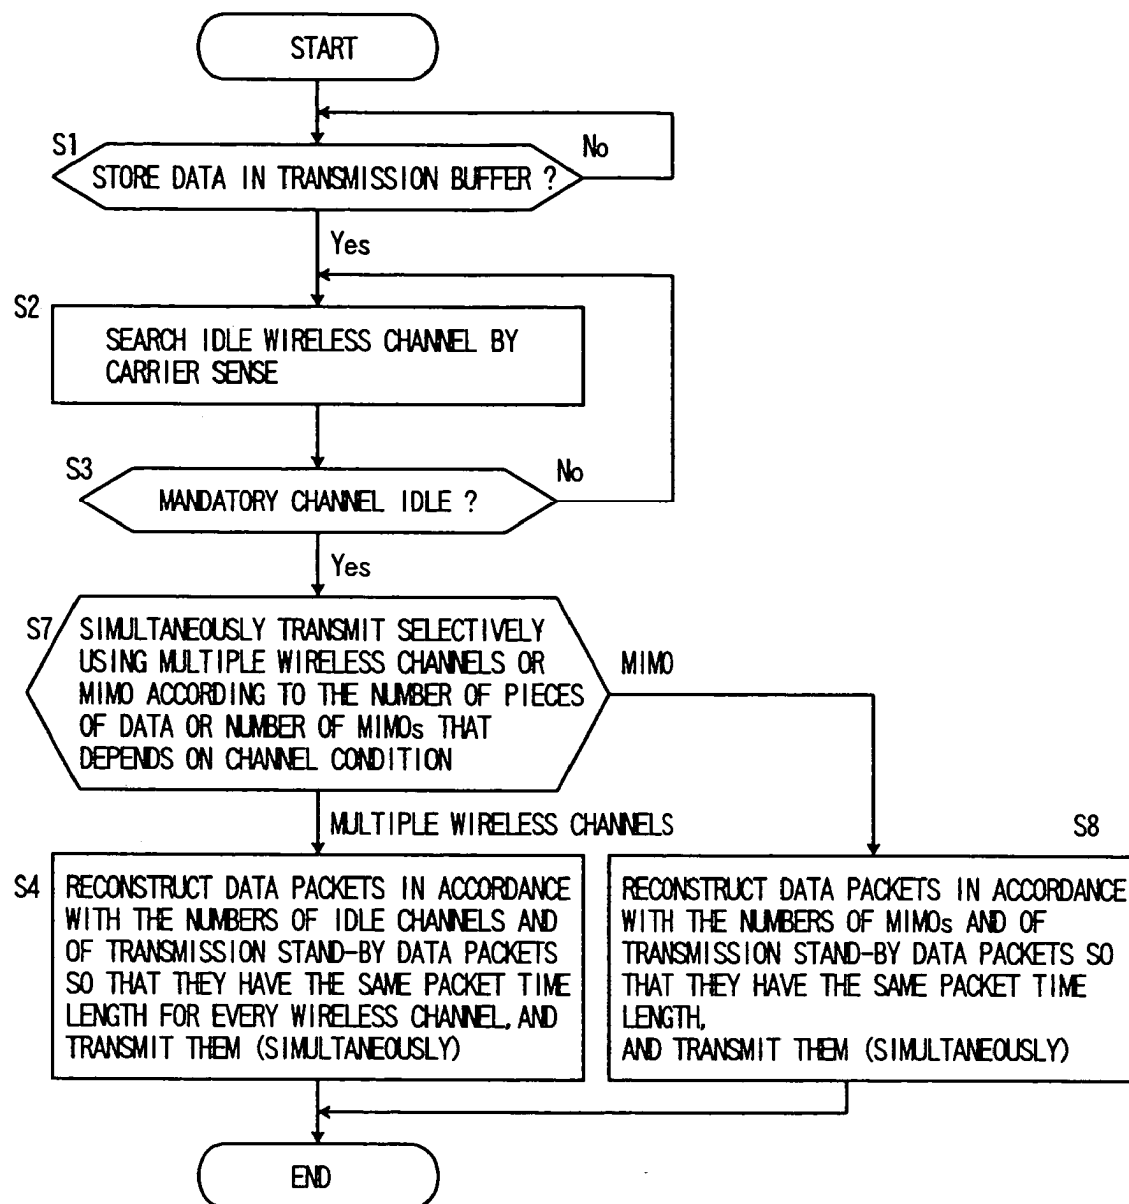 START
S1
No
STORE DATA IN TRANSMISSION BUFFER ?
Yes
S2
SEARCH IDLE WIRELESS CHANNEL BY
CARRIER SENSE
S3
No
MANDATORY CHANNEL IDLE ?
Yes
S7
SIMULTANEOUSLY TRANSMIT SELECTIVELY
USING MULTIPLE WIRELESS CHANNELS OR
MIMO ACCORDING TO THE NUMBER OF PIECES
OF DATA OR NUMBER OF MIMOs THAT
DEPENDS ON CHANNEL CONDITION
MIMO
MULTIPLE WIRELESS CHANNELS
S4
RECONSTRUCT DATA PACKETS IN ACCORDANCE
WITH THE NUMBERS OF IDLE CHANNELS AND
OF TRANSMISSION STAND-BY DATA PACKETS
SO THAT THEY HAVE THE SAME PACKET TIME
LENGTH FOR EVERY WIRELESS CHANNEL, AND
TRANSMIT THEM (SIMULTANEOUSLY)
S8
RECONSTRUCT DATA PACKETS IN ACCORDANCE
WITH THE NUMBERS OF MIMOs AND OF
TRANSMISSION STAND-BY DATA PACKETS SO
THAT THEY HAVE THE SAME PACKET TIME
LENGTH,
AND TRANSMIT THEM (SIMULTANEOUSLY)
END